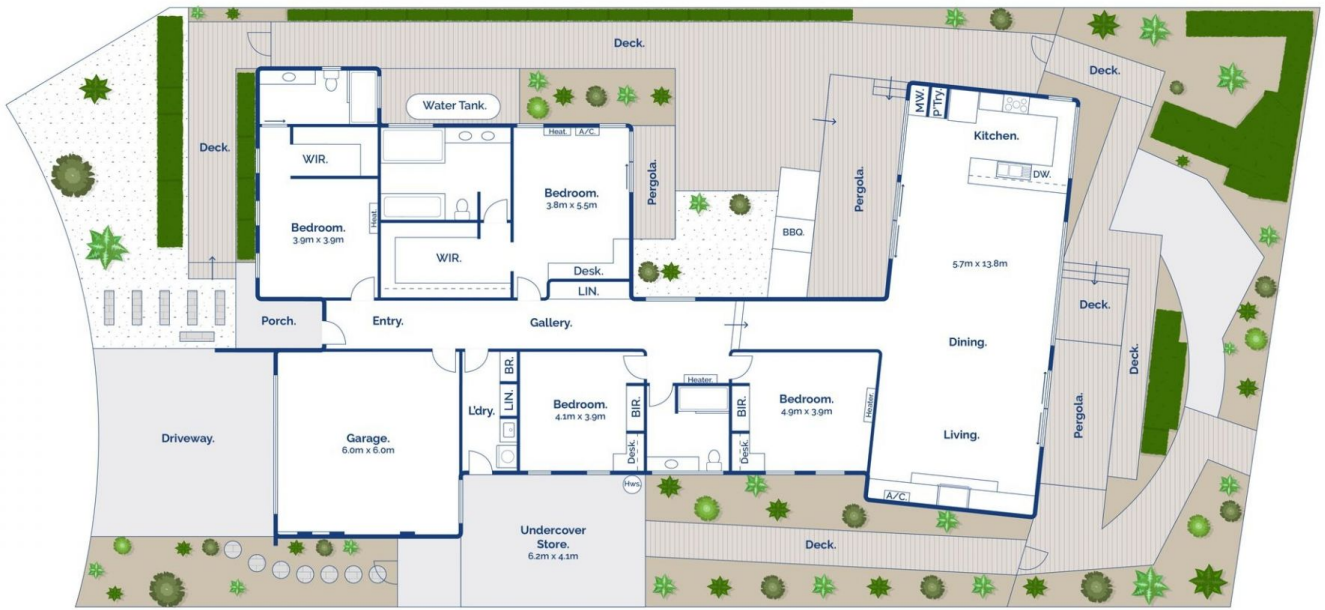 Deck.
Deck.
Water Tank.
Heat.
A/C.
MW.
P'Try.
Kitchen.
DW.
Deck.
WIR.
Bedroom.
3.8m x 5.5m
Pergola.
Pergola.
Heat.
Bedroom.
3.9m x 3.9m
BBQ.
WIR.
Desk.
LIN.
5.7m x 13.8m
Deck.
Porch.
Entry.
Gallery.
Dining.
Deck.
BR.
LIN.
L'dry.
Heater.
Bedroom.
4.1m x 3.9m
BIR.
BIR.
Bedroom.
4.9m x 3.9m
Heater.
Pergola.
Driveway.
Garage.
6.0m x 6.0m
Desk.
Desk.
Living.
Hws.
A/C.
Undercover
Store.
6.2m x 4.1m
Deck.